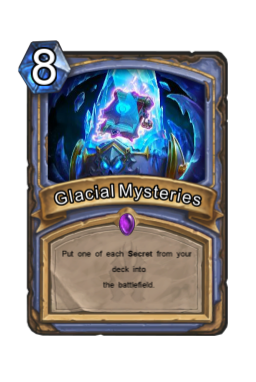 8
Glacial Mysteries
Put one of each Secret from your
deck into
the battlefield.